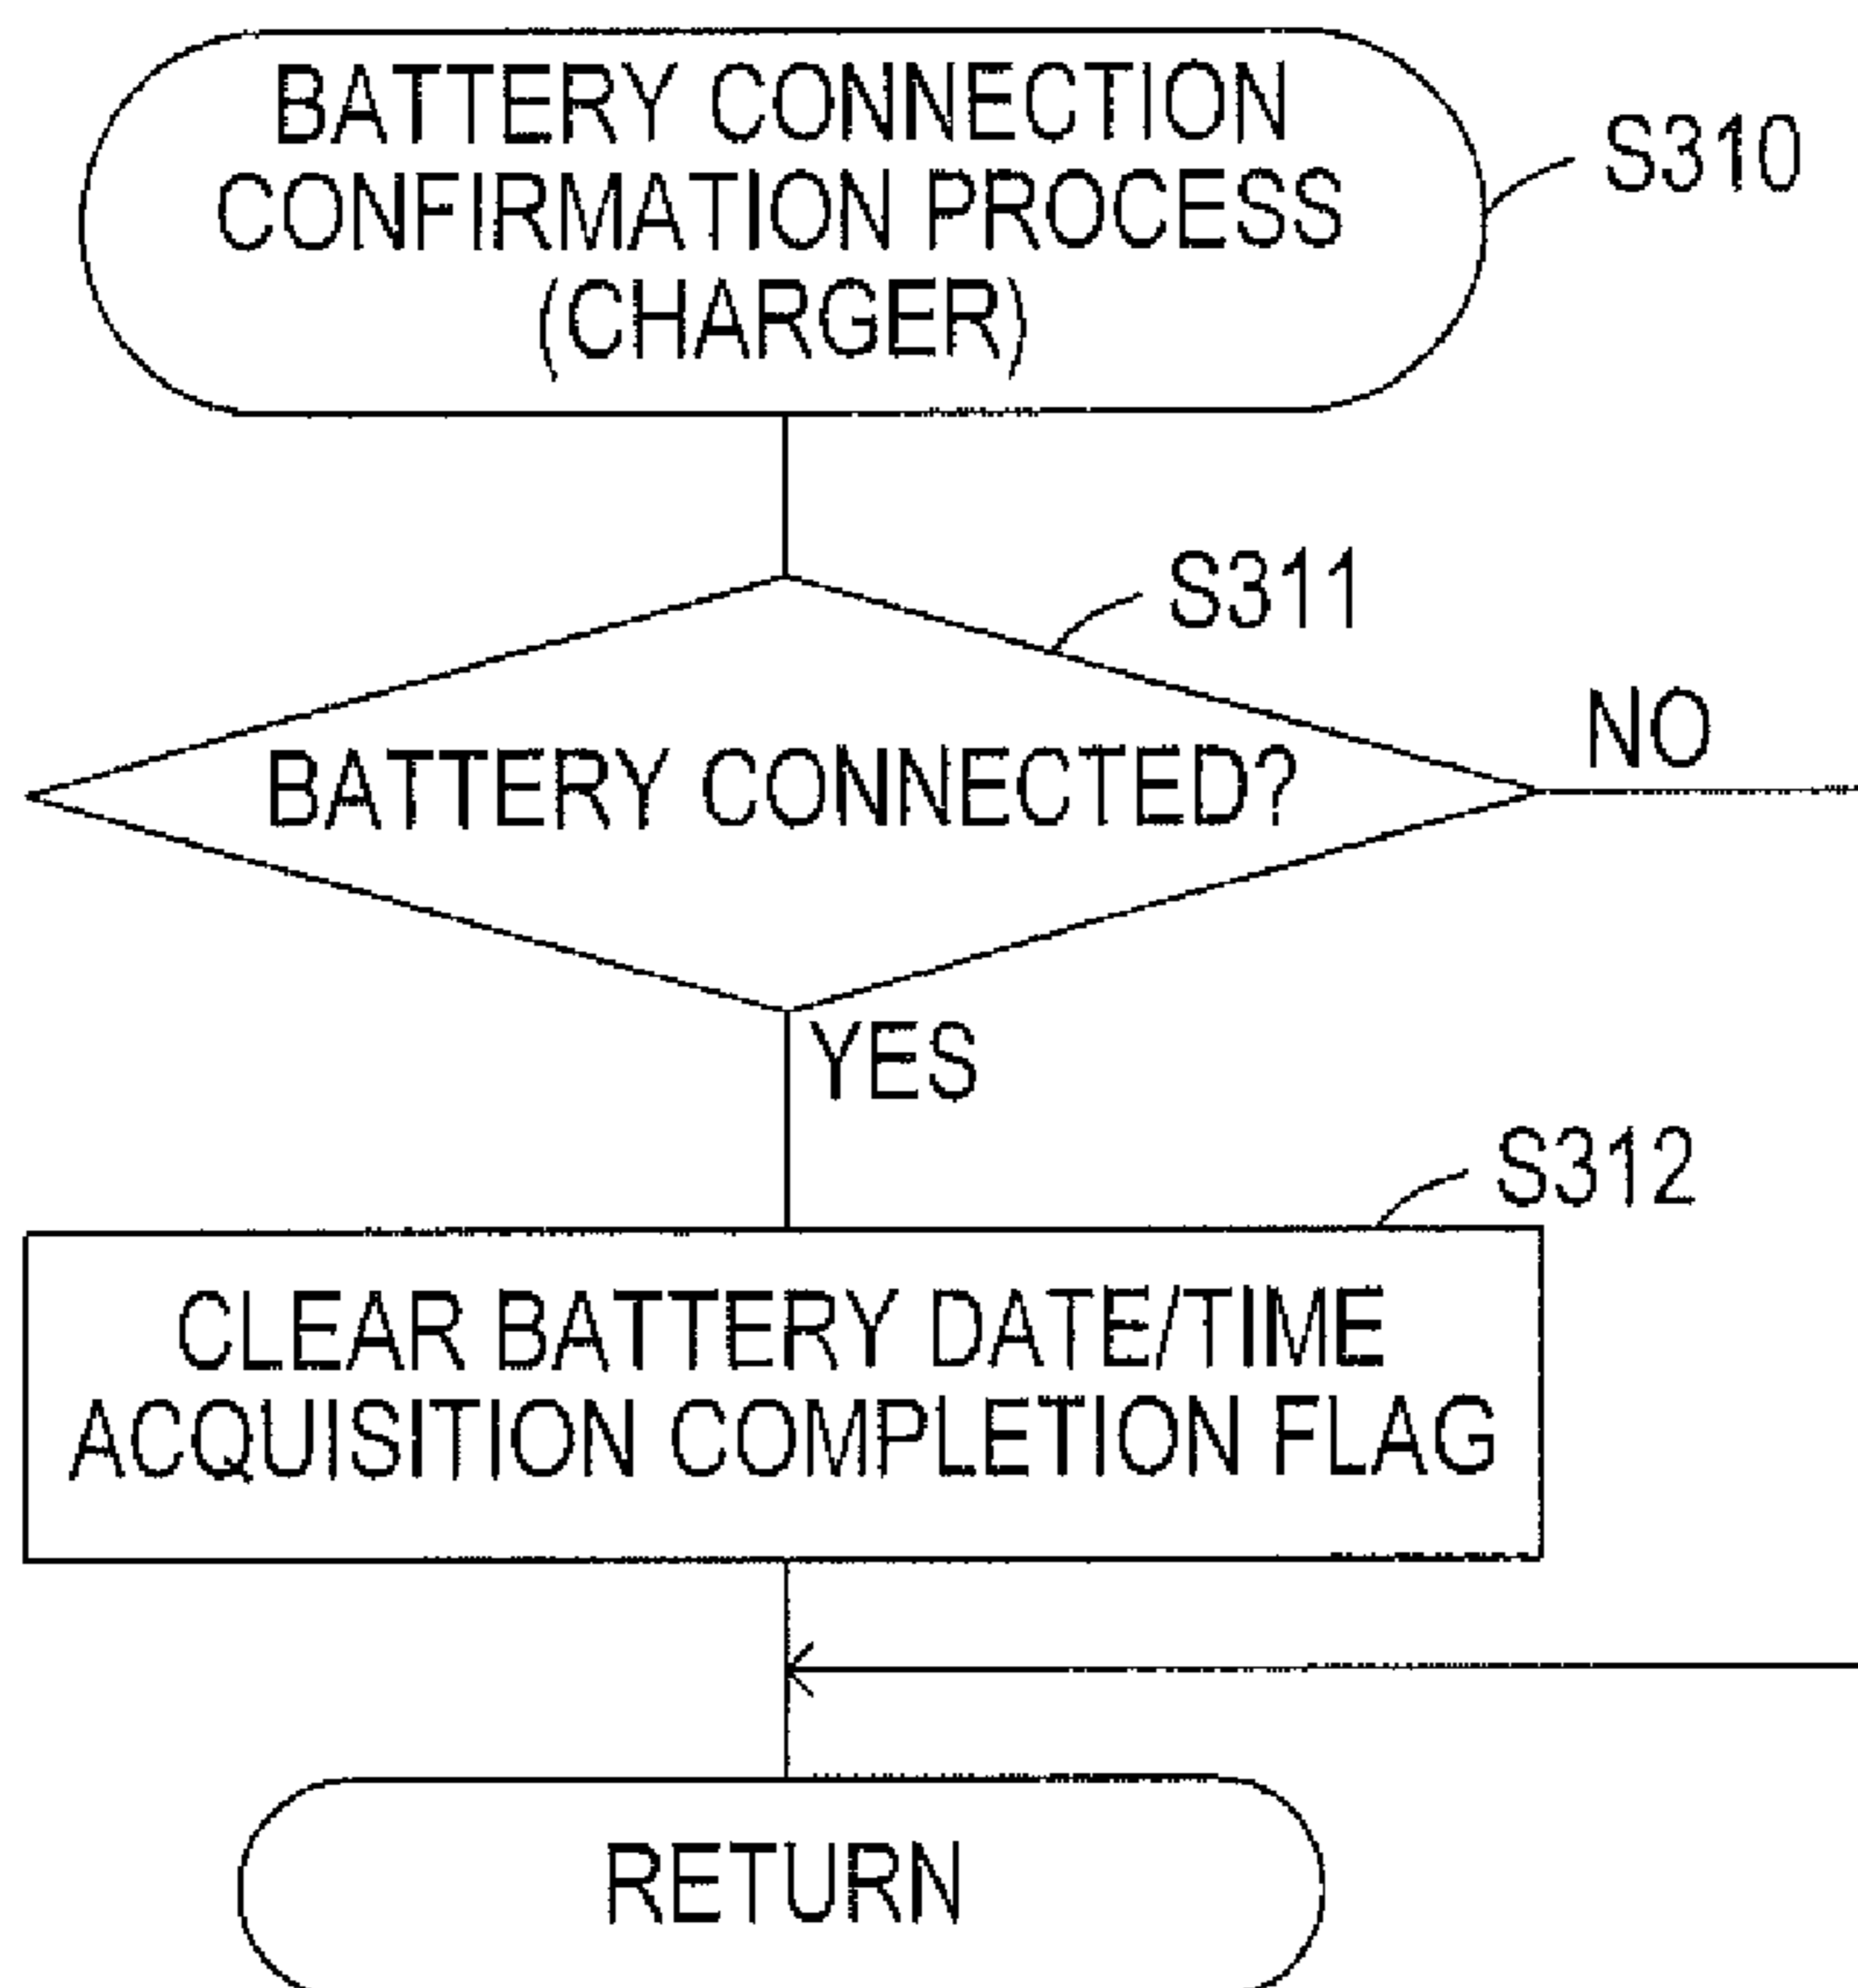 BATTERY CONNECTION
CONFIRMATION PROCESS
(CHARGER)
S310
S311
BATTERY CONNECTED?
NO
YES
S312
CLEAR BATTERY DATE/TIME
ACQUISITION COMPLETION FLAG
RETURN